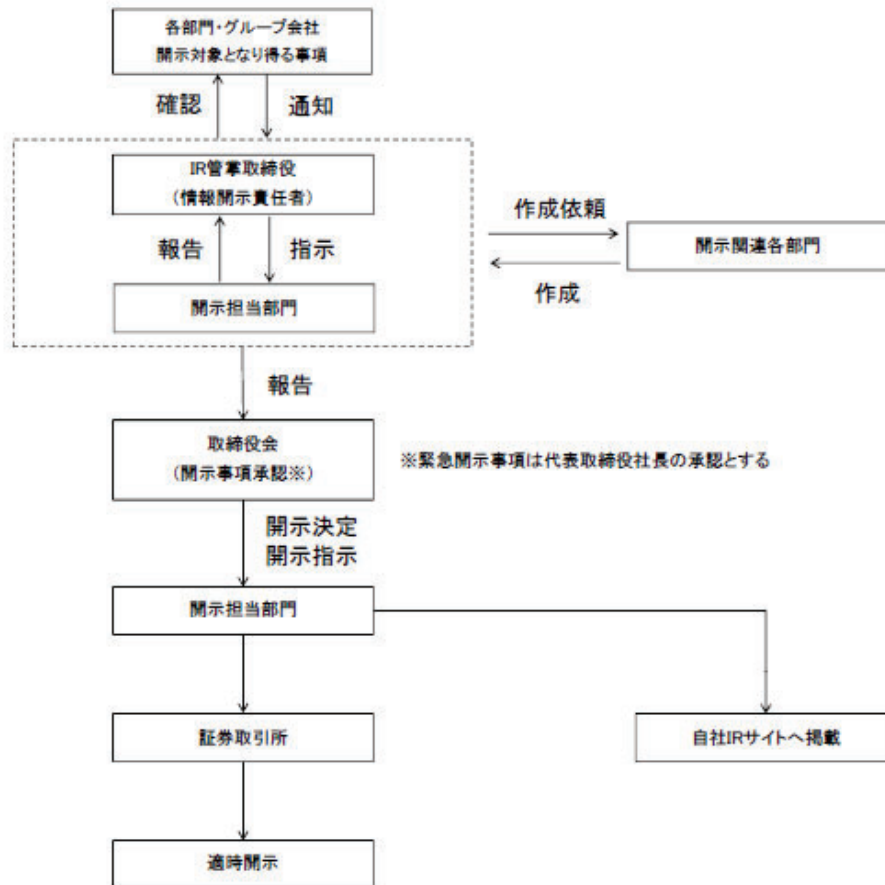 各部門・グループ会社
開示対象となり得る事項
確認
通知
IR管掌取締役
(情報開示責任者)
報告
指示
作成依頼
開示関連各部門
作成
開示担当部門
報告
取締役会
(開示事項承認※)
※緊急開示事項は代表取締役社長の承認とする
開示決定
開示指示
開示担当部門
証券取引所
自社IRサイトへ掲載
適時開示